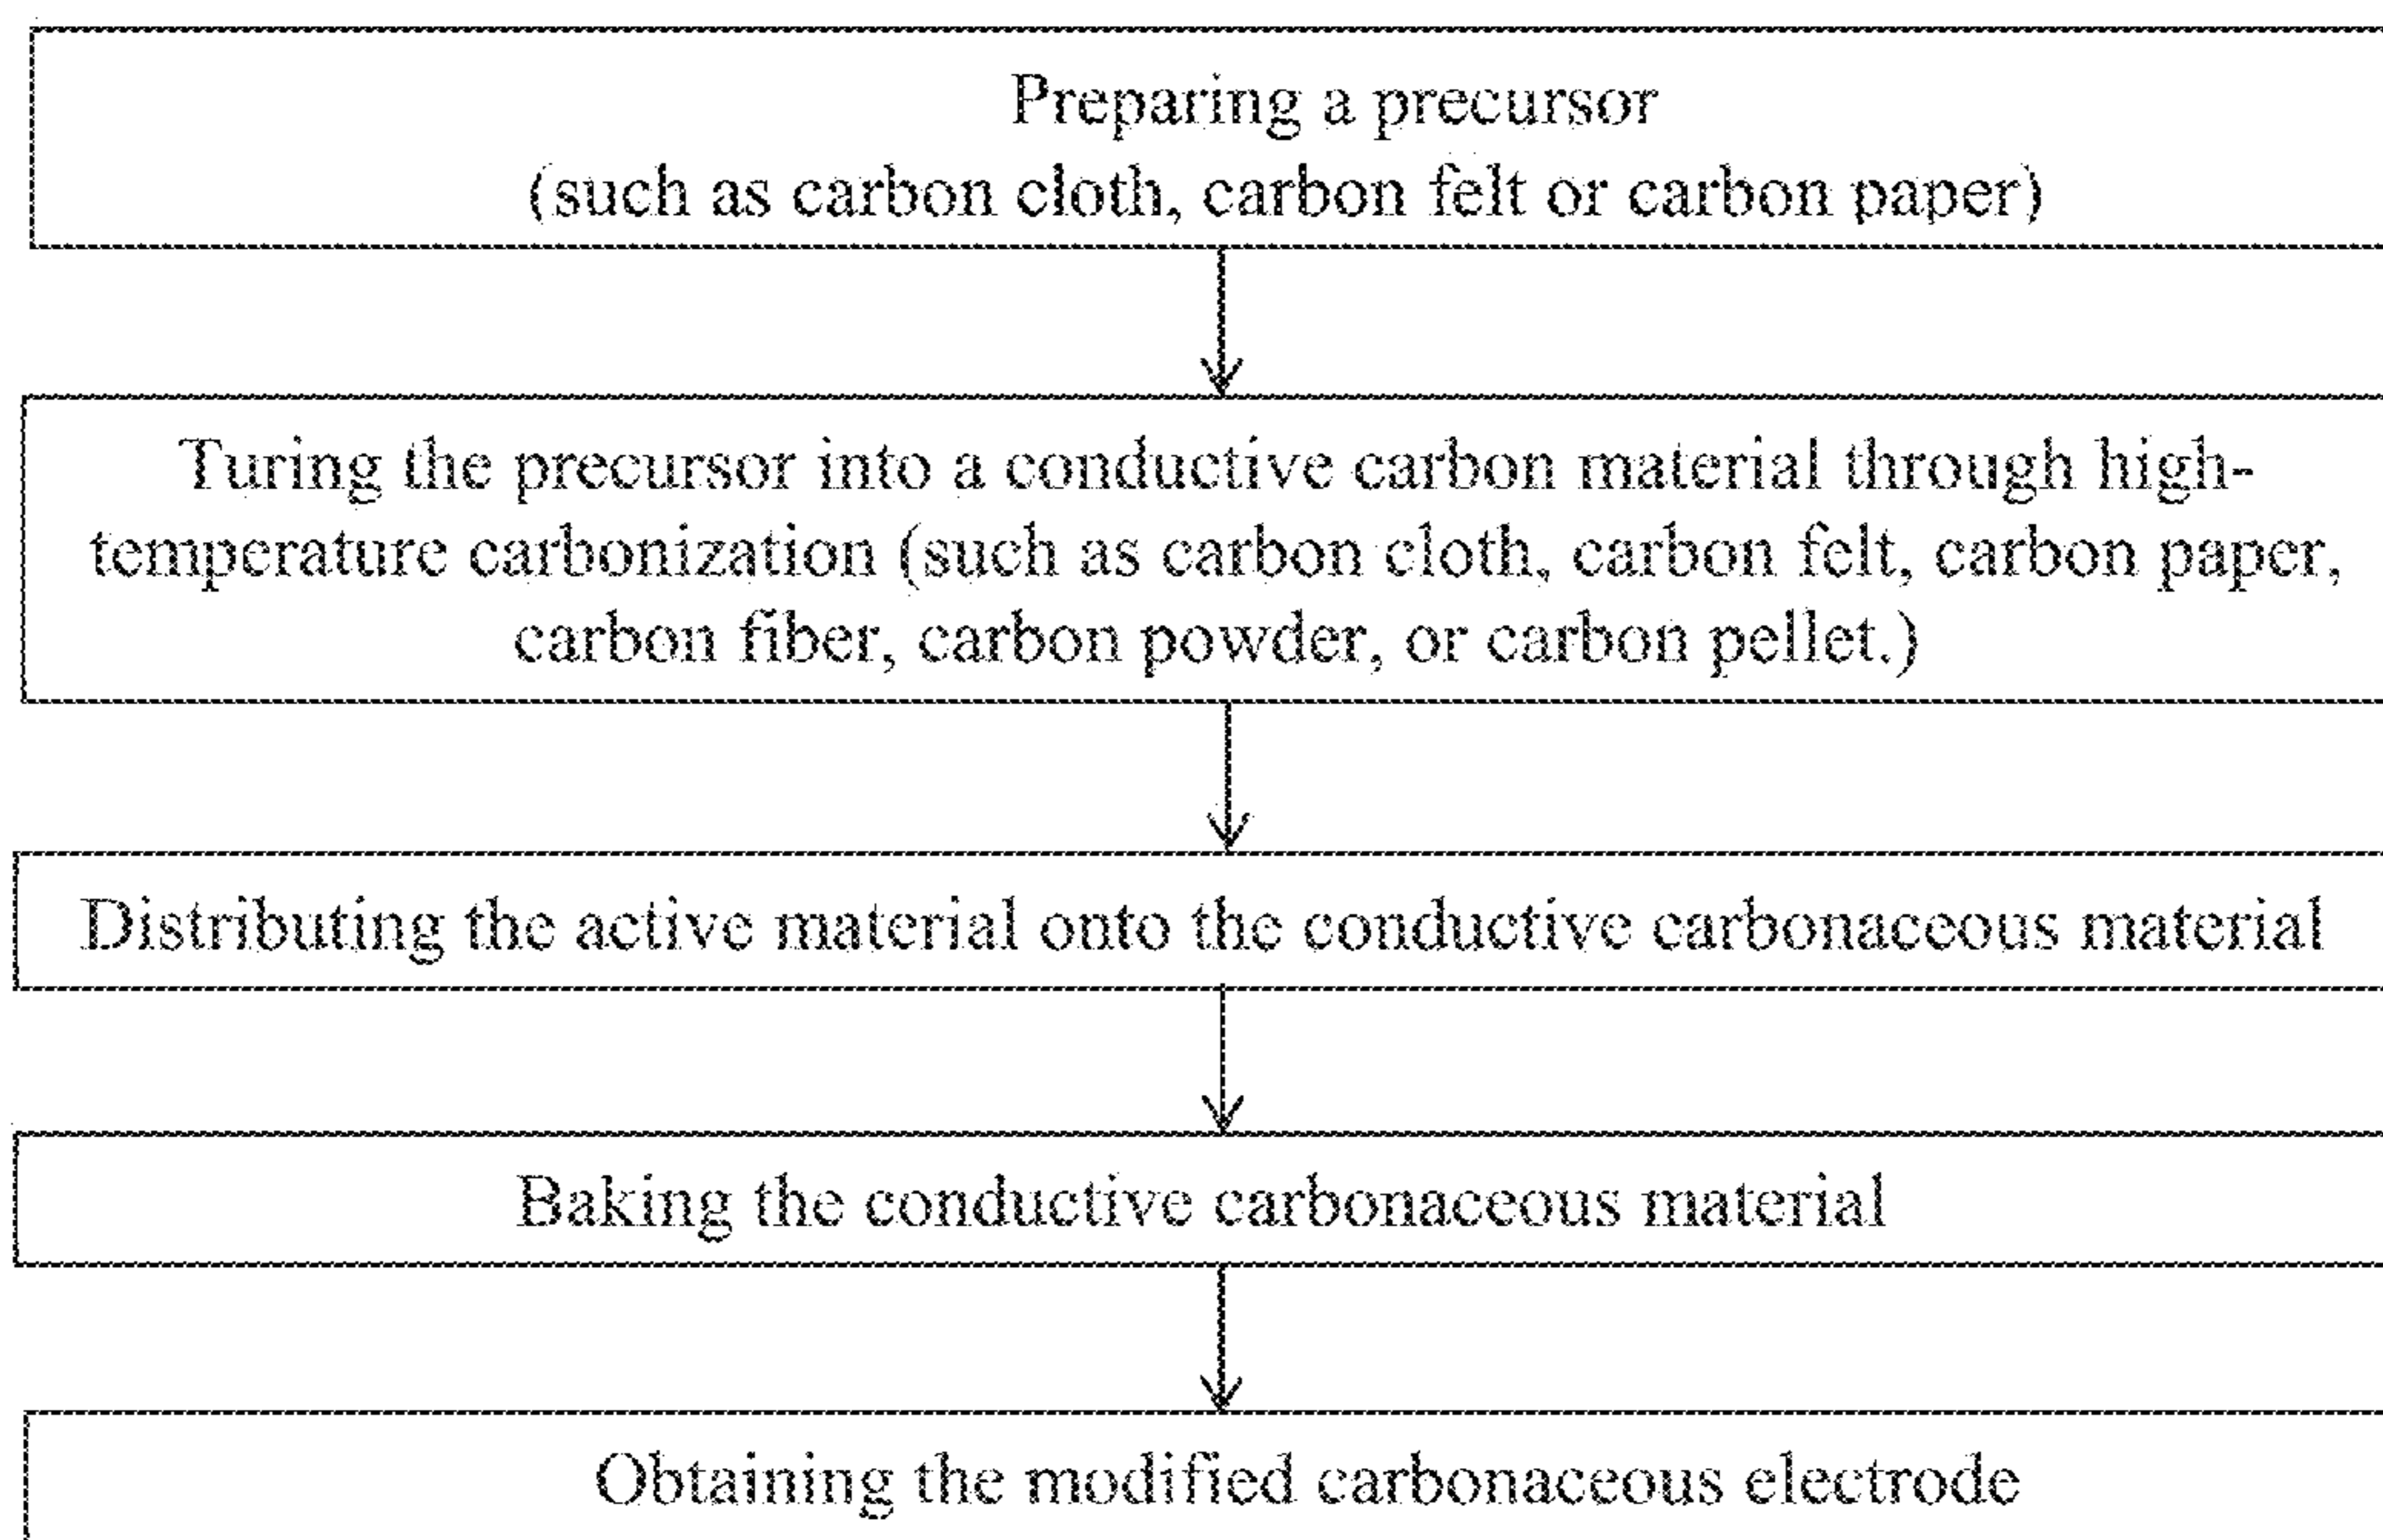 Preparing a precursor
(such as carbon cloth, carbon felt or carbon paper)
Turing the precursor into a conductive carbon material through high-
temperature carbonization (such as carbon cloth, carbon felt, carbon paper,
carbon fiber, carbon powder, or carbon pellet.)
Distributing the active material onto the conductive carbonaceous material
Baking the conductive carbonaceous material
Obtaining the modified carbonaceous electrode